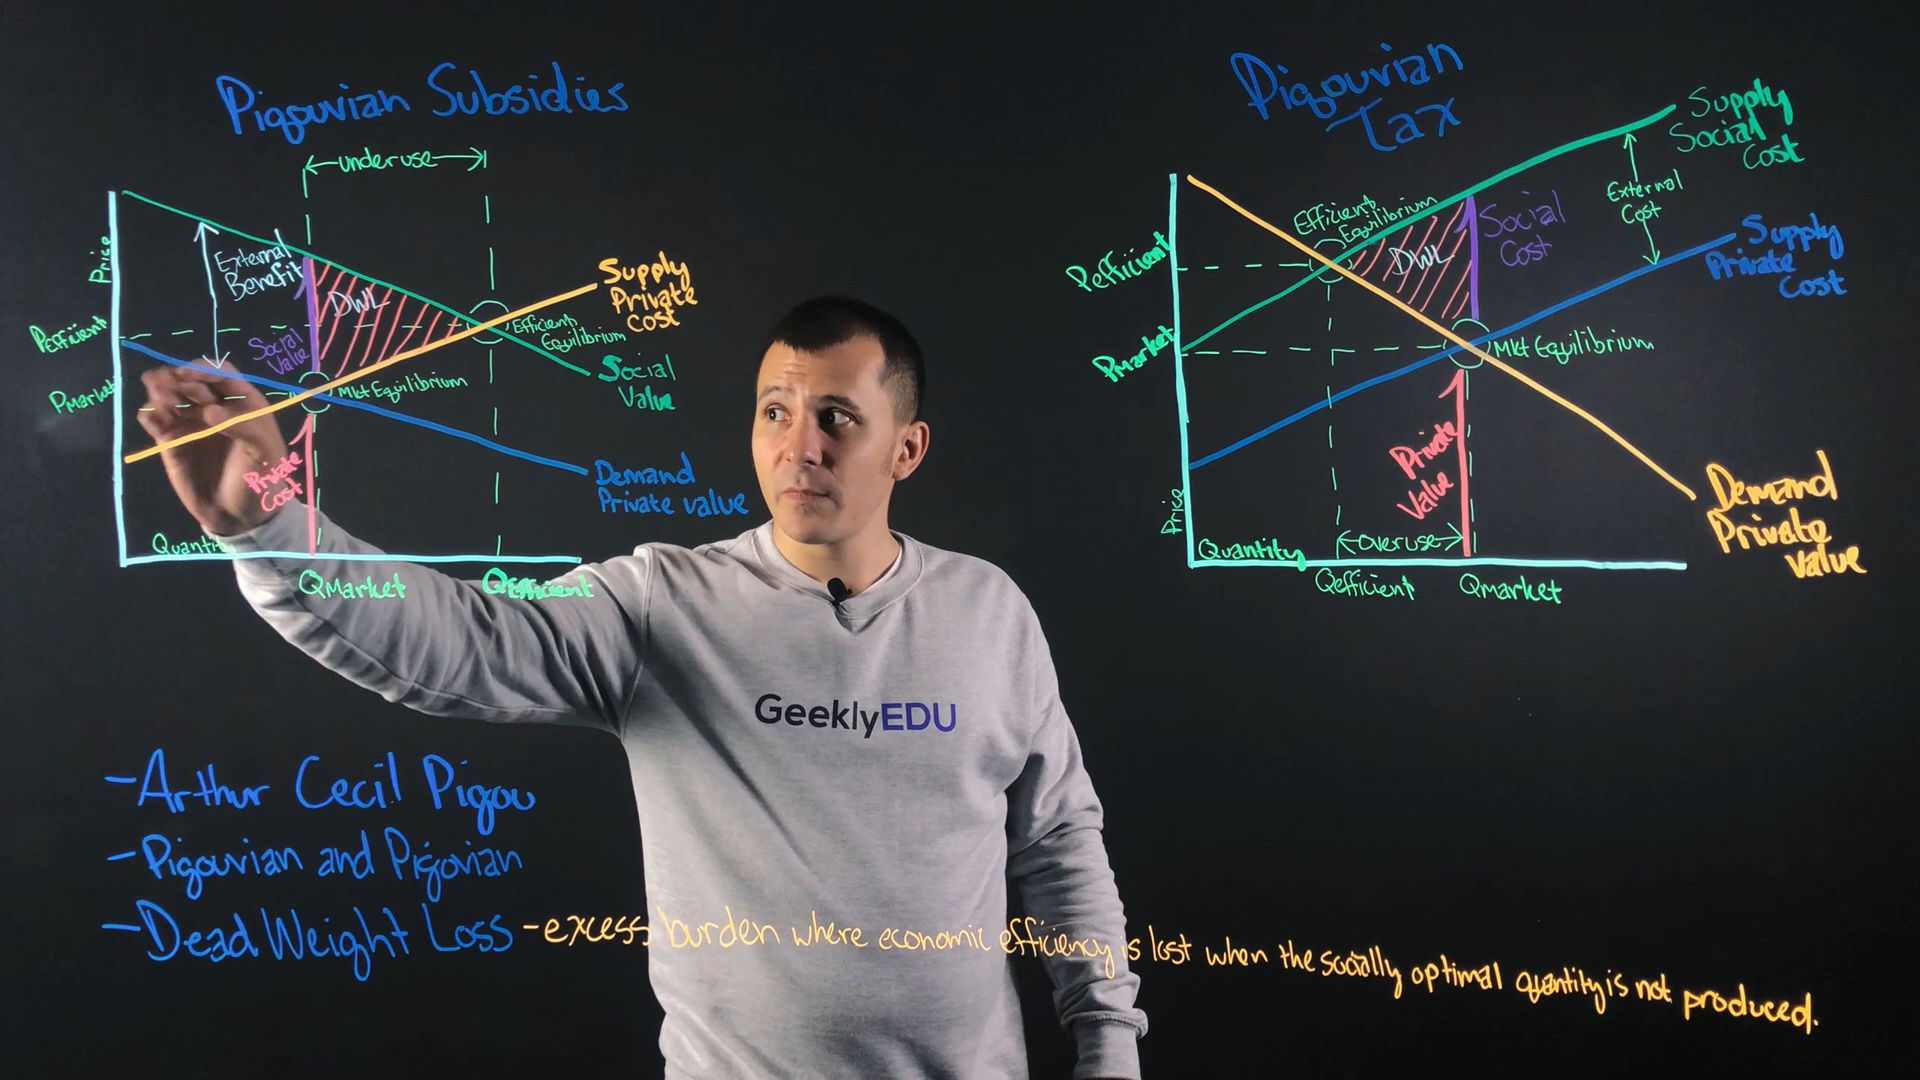 Pigouvian Subsidies
underuse
Price
External
Benefit
Social
Value
DWL
Pefficient
Pmarket
Mkt Equilibrium
Efficient
Equilibrium
Supply
Private
Cost
Social
Value
Demand
Private value
Private
Cost
Quantity
QMarket
QEfficient
Pigouvian
Tax
Supply
Social
Cost
External
Cost
Efficient
Equilibrium
Social
Cost
DWL
Supply
Private
Cost
Pefficient
Pmarket
Mkt Equilibrium
Private
Value
Price
Demand
Private
Value
Quantity
overuse
Qefficient
Qmarket
GeeklyEDU
-Arthur Cecil Pigou
-Pigouvian and Pigovian
-Dead Weight Loss -excess burden where economic efficiency is lost when the socially optimal quantity is not produced.